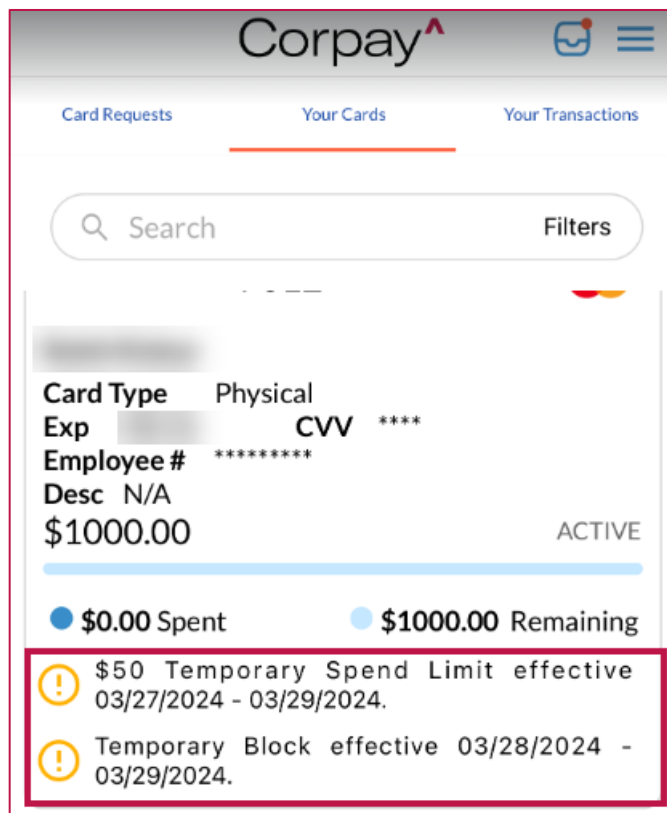 Corpay^
Card Requests Your Cards Your Transactions
Search Filters
Card Type Physical
Exp CVV ****
Employee # *********
Desc N/A
$1000.00 ACTIVE
$0.00 Spent $1000.00 Remaining
$50 Temporary Spend Limit effective
03/27/2024 - 03/29/2024.
Temporary Block effective 03/28/2024 -
03/29/2024.